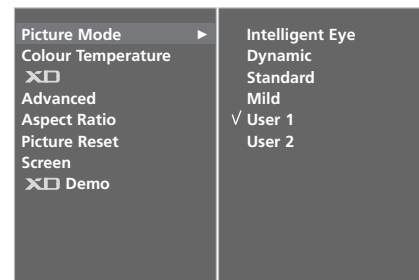 Picture Mode ►
Colour Temperature
XD
Advanced
Aspect Ratio
Picture Reset
Screen
XD Demo
Intelligent Eye
Dynamic
Standard
Mild
√ User 1
User 2